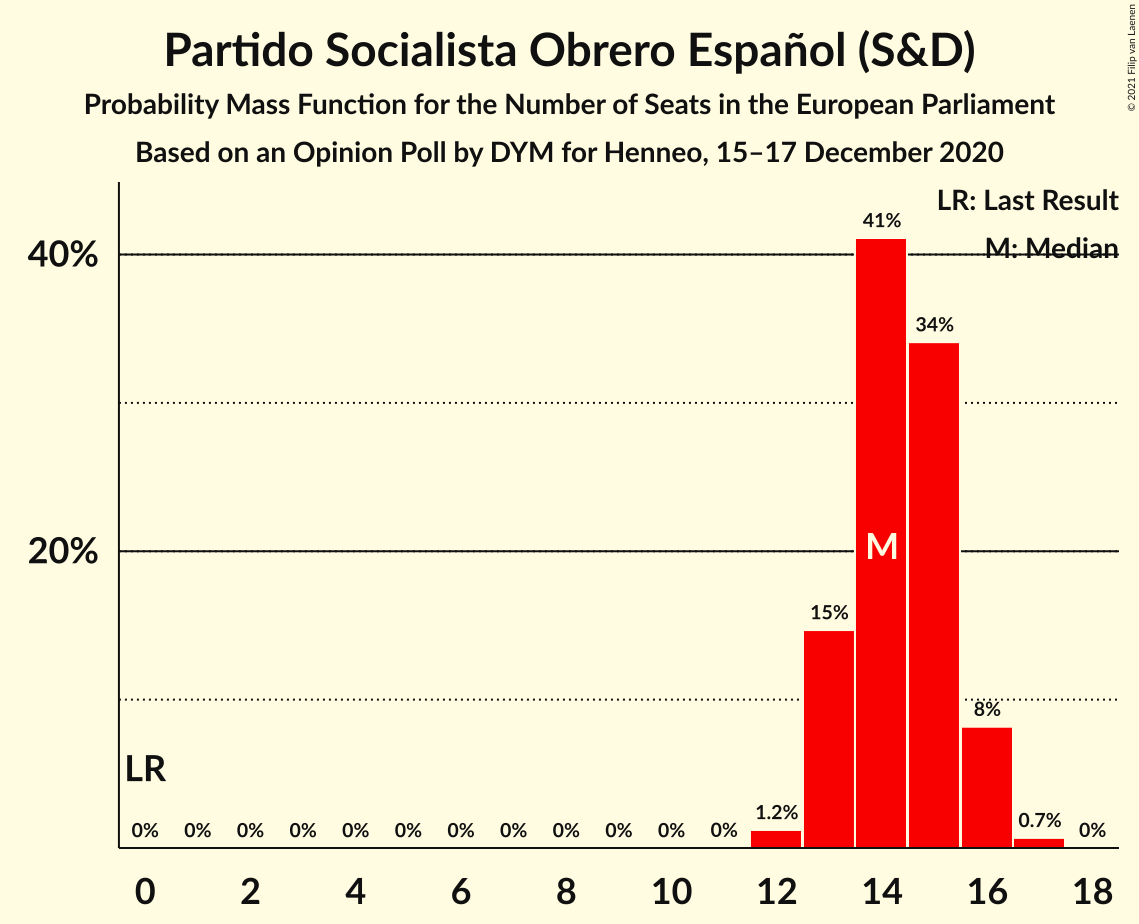 Partido Socialista Obrero Español (S&D)
Probability Mass Function for the Number of Seats in the European Parliament
Based on an Opinion Poll by DYM for Henneo, 15–17 December 2020
© 2021 Filip van Laenen
LR: Last Result
M: Median
40%
20%
41%
34%
M
15%
8%
LR
0% 0% 0% 0% 0% 0% 0% 0% 0% 0% 0% 0% 1.2% 0.7% 0%
0 2 4 6 8 10 12 14 16 18